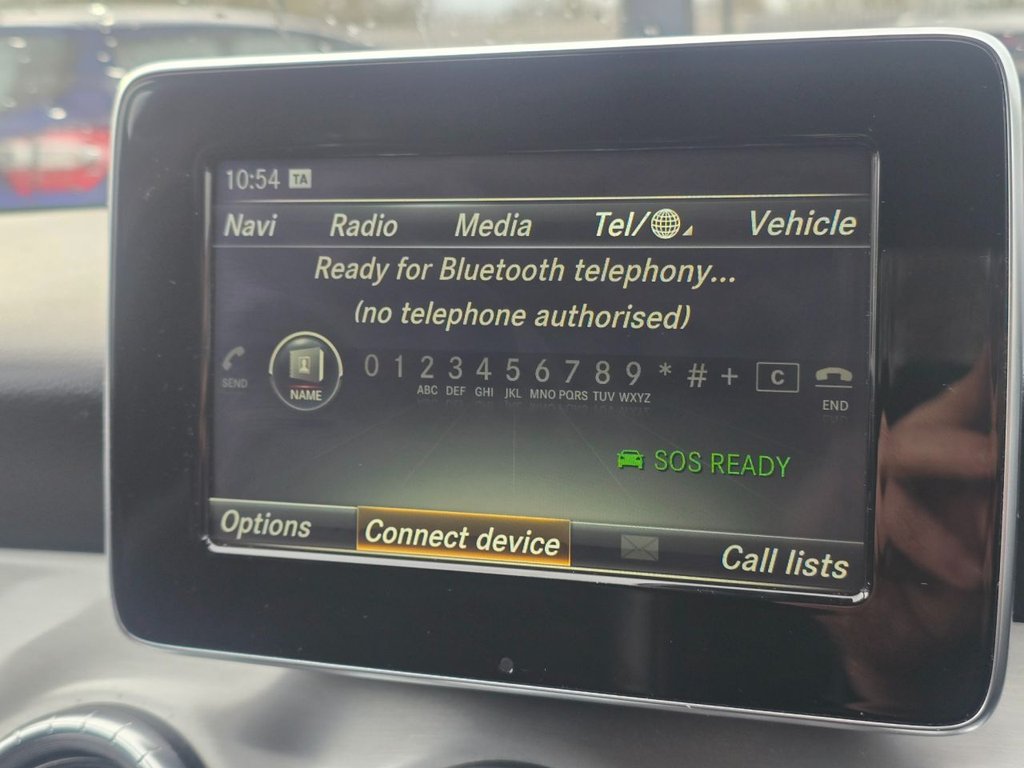 10:54 TA
Navi Radio Media Tel/ Vehicle
Ready for Bluetooth telephony...
(no telephone authorised)
SEND NAME 0 1 2 3 4 5 6 7 8 9 * # + C END
ABC DEF GHI JKL MNO PQRS TUV WXYZ
SOS READY
Options Connect device Call lists